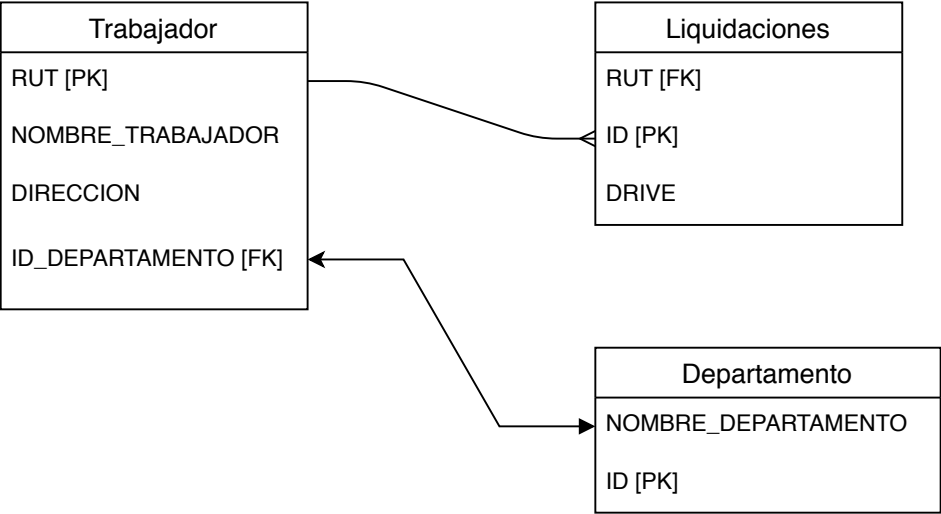 Trabajador
RUT [PK]
NOMBRE_TRABAJADOR
DIRECCION
ID_DEPARTAMENTO [FK]
Liquidaciones
RUT [FK]
ID [PK]
DRIVE
Departamento
NOMBRE_DEPARTAMENTO
ID [PK]